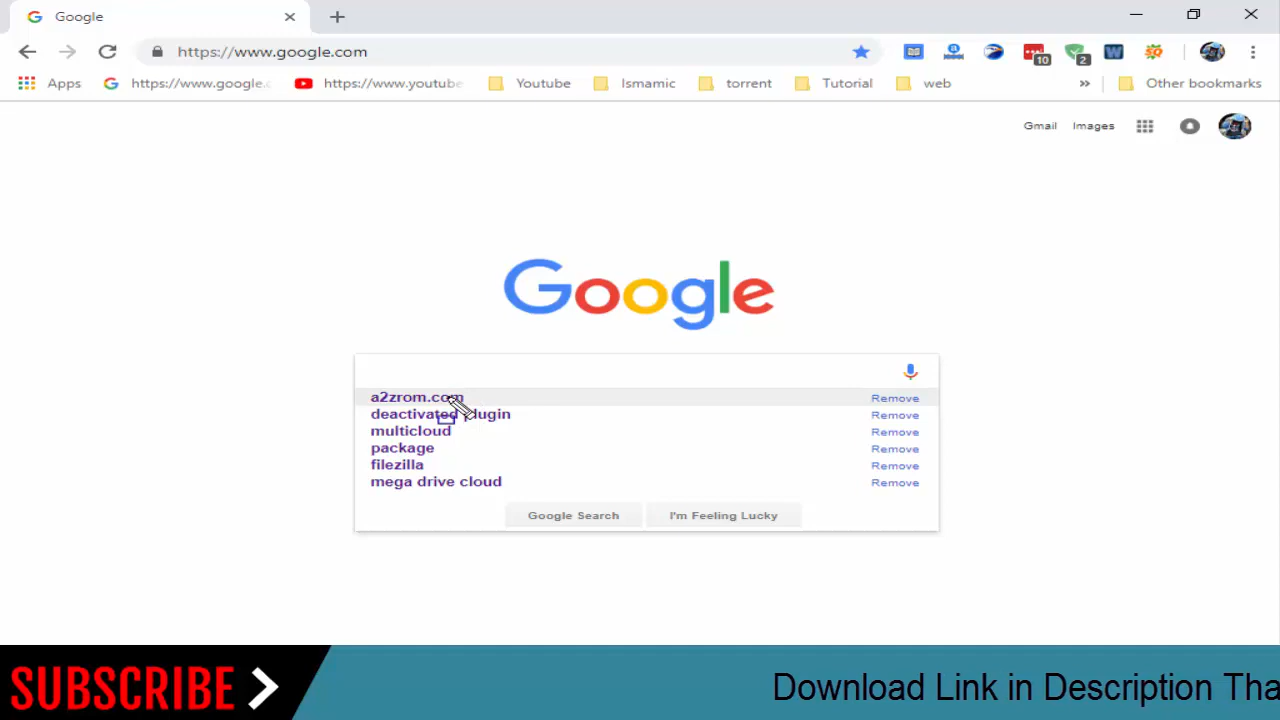 Google
https://www.google.com
10
2
W
Apps
https://www.google.c
https://www.youtube
Youtube
Ismamic
torrent
Tutorial
web
»
Other bookmarks
Gmail
Images
Google
a2zrom.com
Remove
deactivated plugin
Remove
multicloud
Remove
package
Remove
filezilla
Remove
mega drive cloud
Remove
Google Search
I'm Feeling Lucky
SUBSCRIBE
Download Link in Description Tha